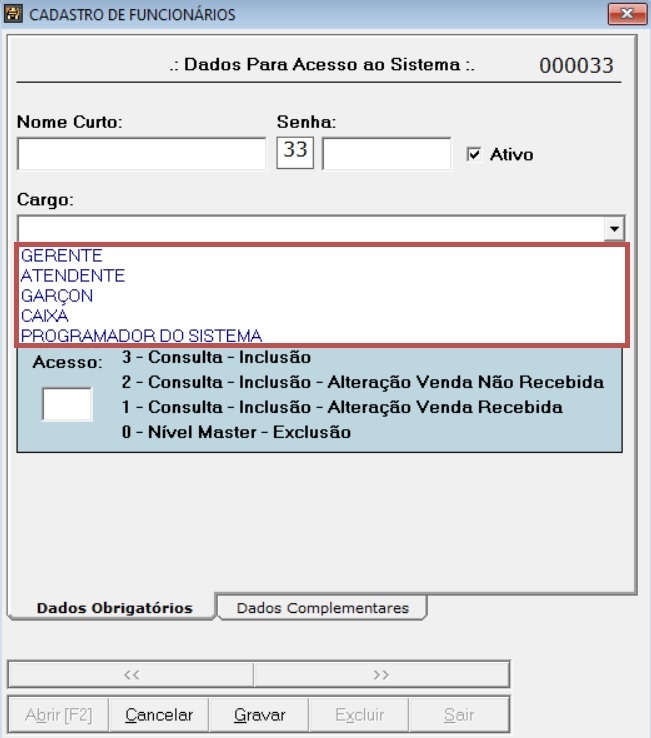 CADASTRO DE FUNCIONÁRIOS
.: Dados Para Acesso ao Sistema :. 000033
Nome Curto: Senha:
33 Ativo
Cargo:
GERENTE
ATENDENTE
GARÇON
CAIXA
PROGRAMADOR DO SISTEMA
Acesso: 3 - Consulta - Inclusão
2 - Consulta - Inclusão - Alteração Venda Não Recebida
1 - Consulta - Inclusão - Alteração Venda Recebida
0 - Nível Master - Exclusão
Dados Obrigatórios Dados Complementares
<< >>
Abrir [F2] Cancelar Gravar Excluir Sair